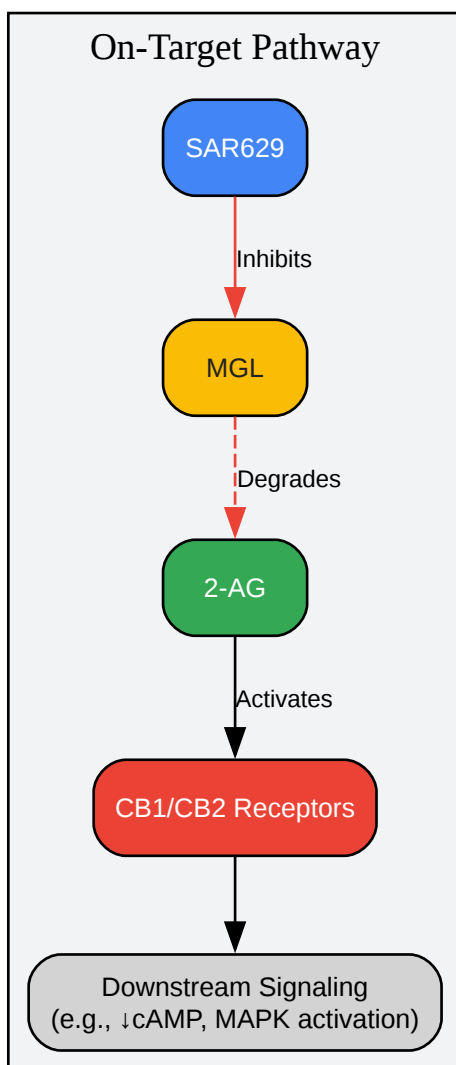 On-Target Pathway
SAR629
Inhibits
MGL
Degrades
2-AG
Activates
CB1/CB2 Receptors
Downstream Signaling
(e.g., ↓cAMP, MAPK activation)